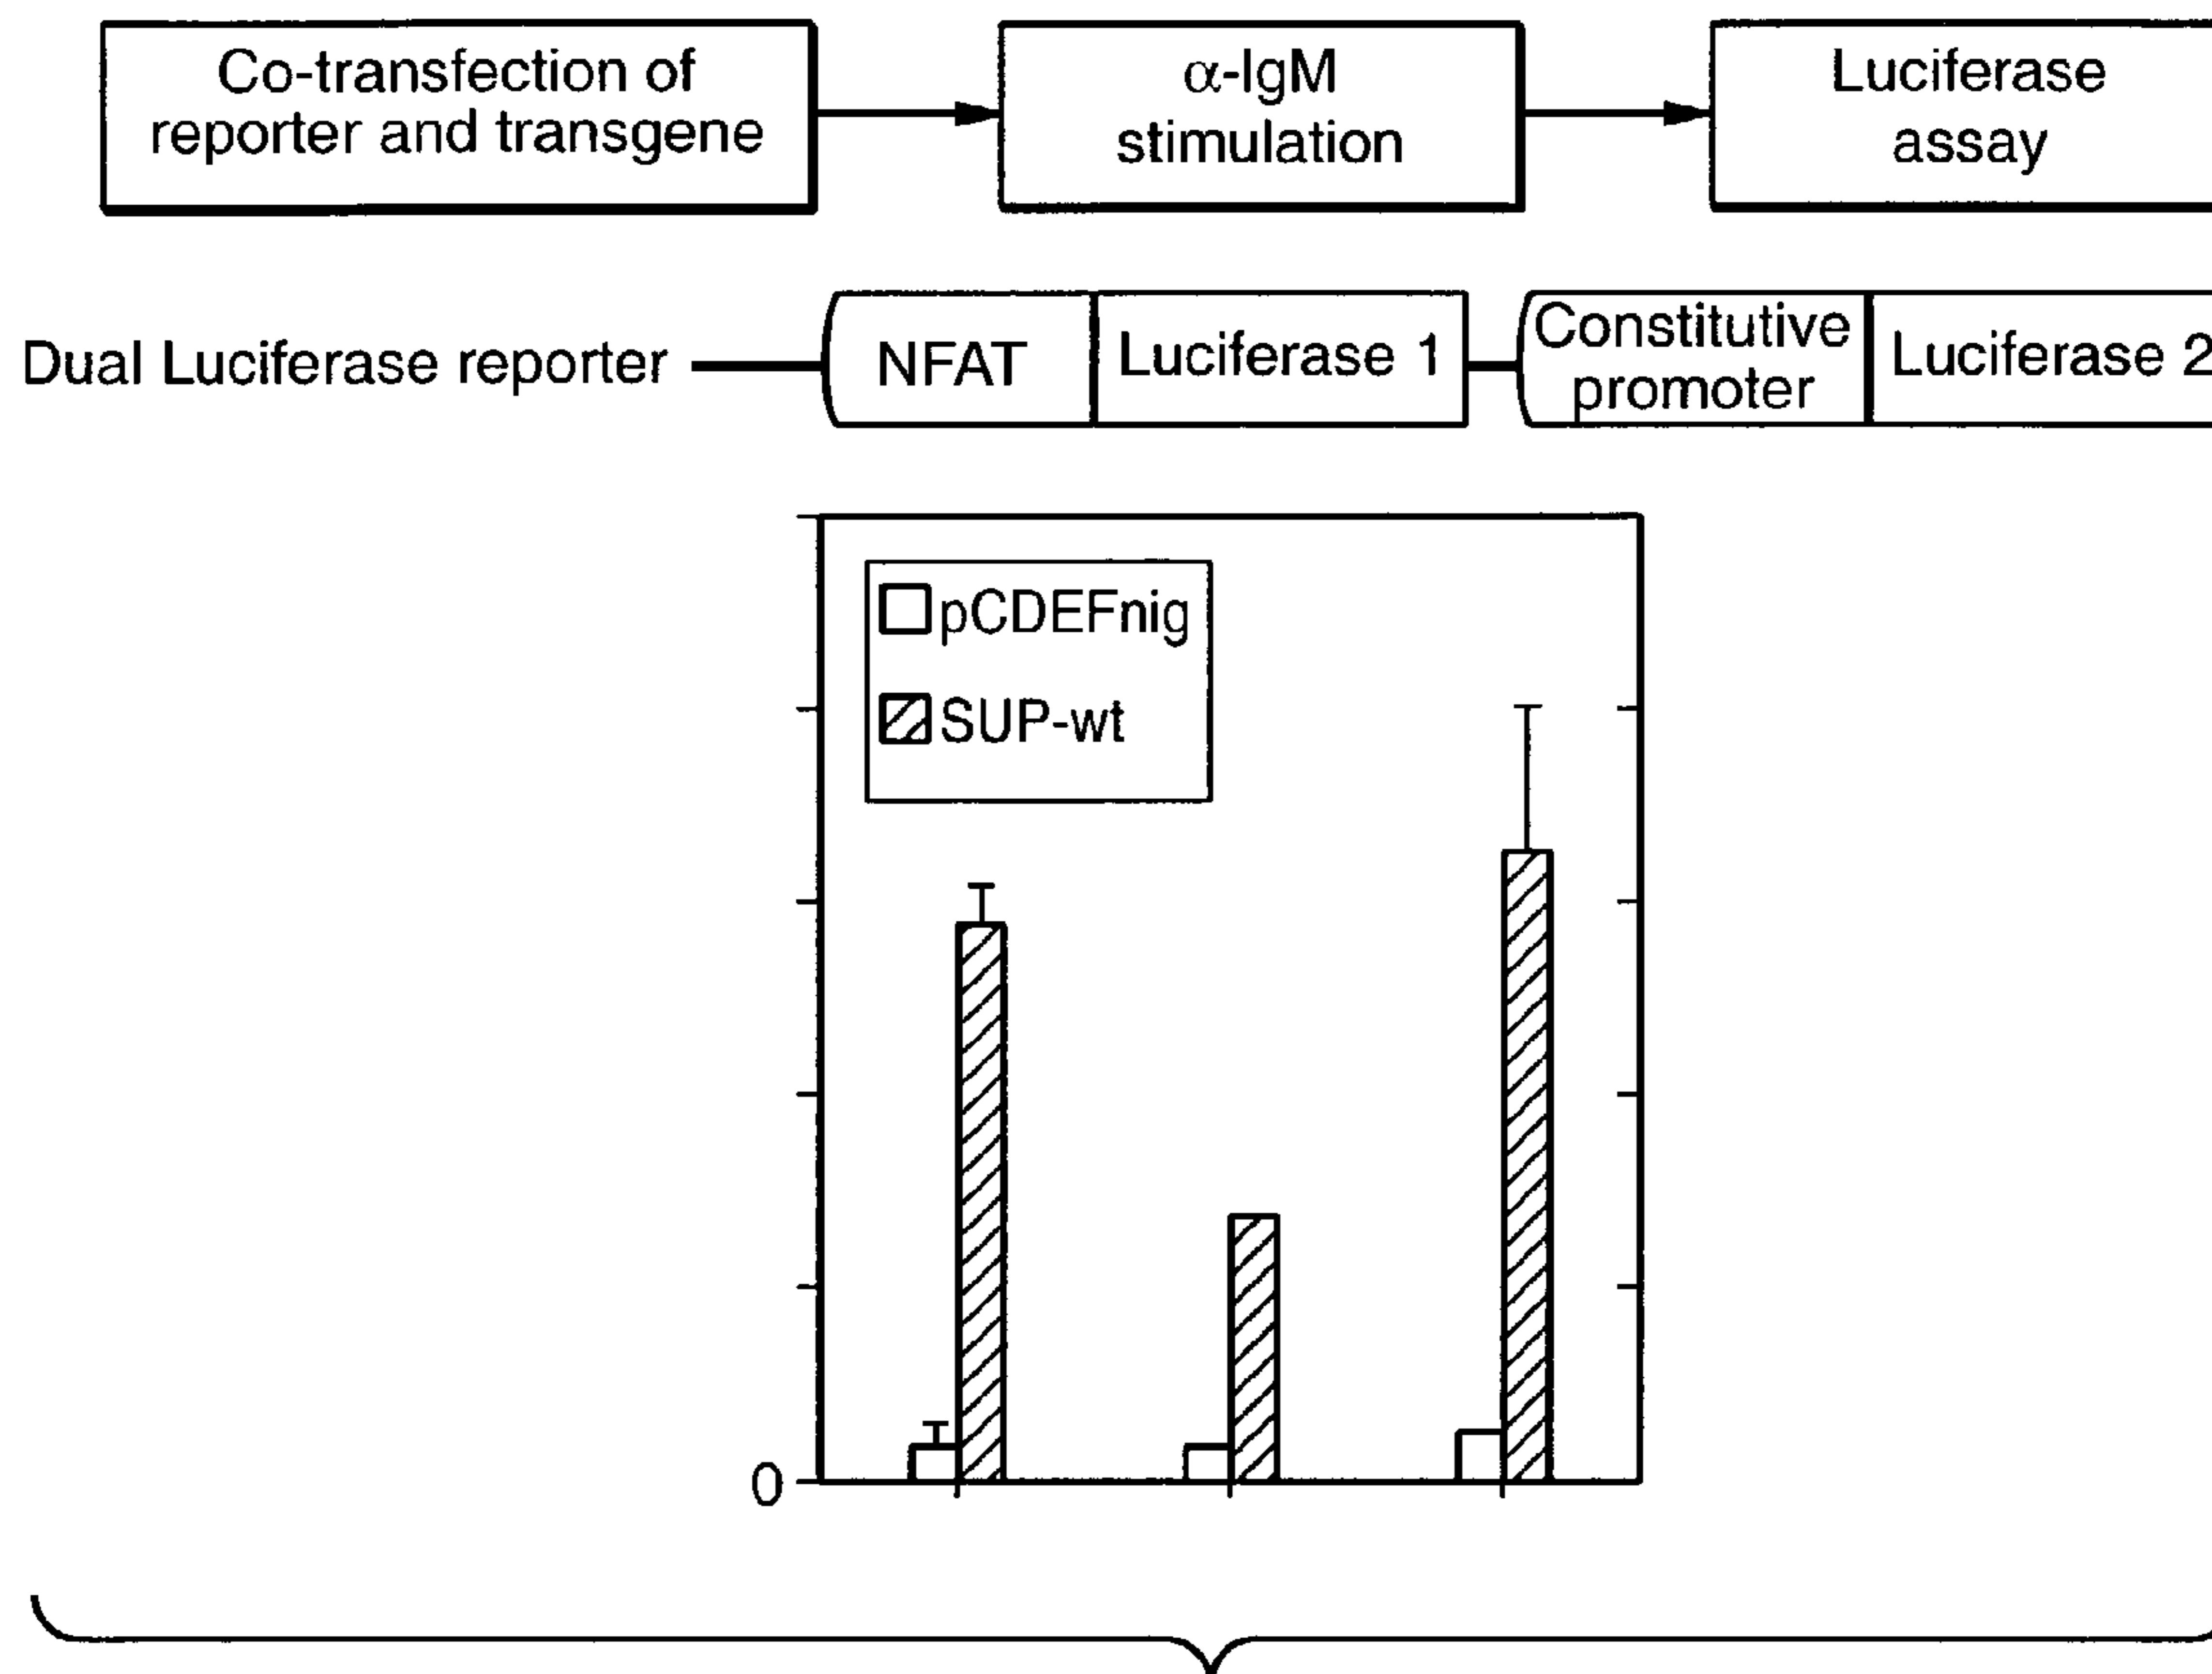 Co-transfection of
reporter and transgene
α-IgM
stimulation
Luciferase
assay
Dual Luciferase reporter
NFAT
Luciferase 1
Constitutive
promoter
Luciferase 2
pCDEFnig
SUP-wt
0